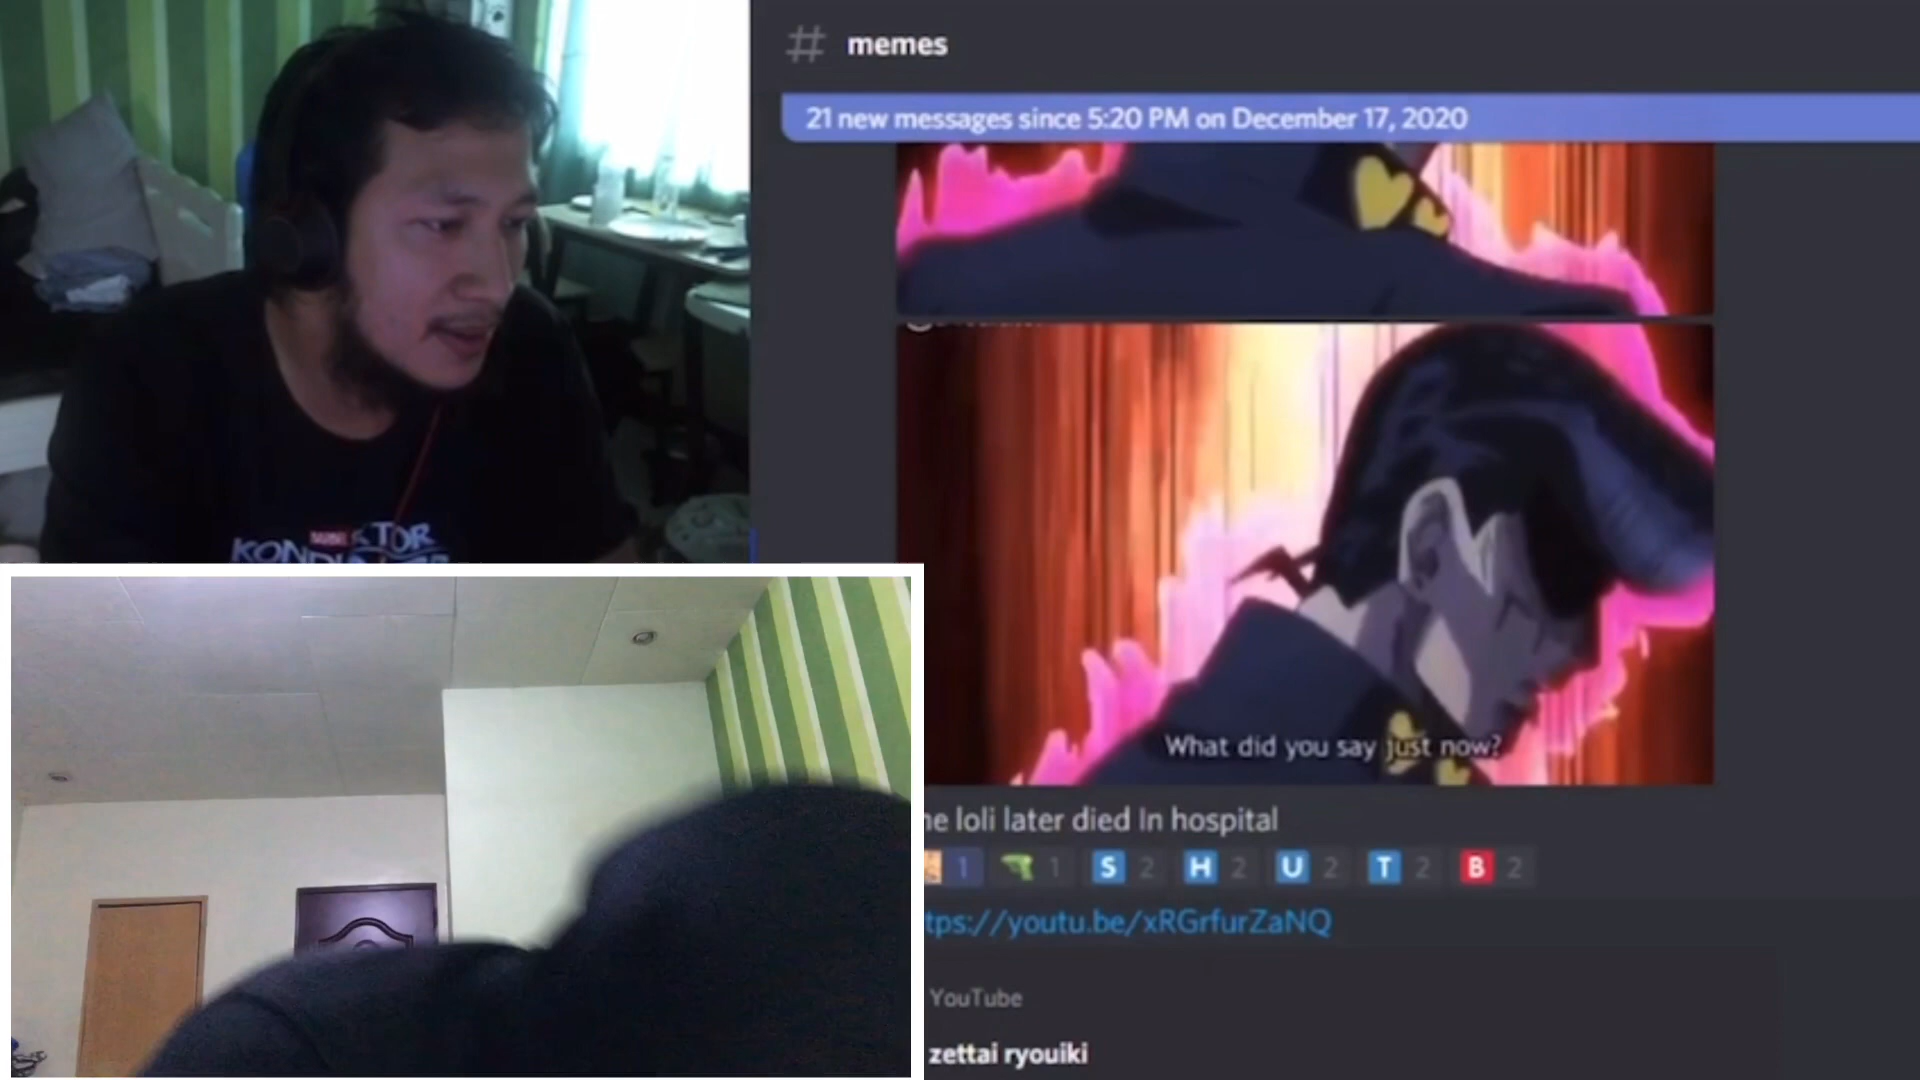 # memes
21 new messages since 5:20 PM on December 17, 2020
What did you say just now?
he loli later died In hospital
1 1 S 2 H 2 U 2 T 2 B 2
tps://youtu.be/xRGrfurZaNQ
YouTube
zettai ryouiki